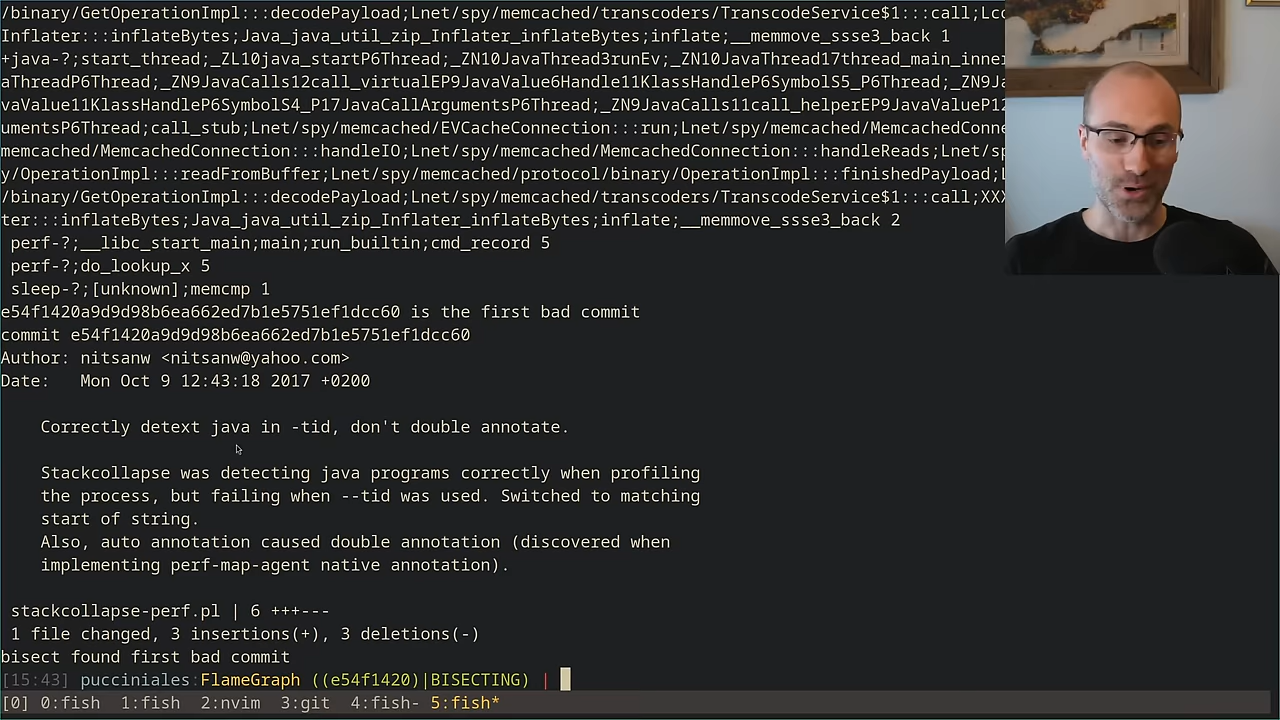 /binary/GetOperationImpl:::decodePayload;Lnet/spy/memcached/transcoders/TranscodeService$1:::call;Lco
Inflater:::inflateBytes;Java_java_util_zip_Inflater_inflateBytes;inflate;__memmove_ssse3_back 1
+java-?;start_thread;_ZL10java_startP6Thread;_ZN10JavaThread3runEv;_ZN10JavaThread17thread_main_inner
aThreadP6Thread;_ZN9JavaCalls12call_virtualEP9JavaValue6Handle11KlassHandleP6SymbolS5_P6Thread;_ZN9Ja
vaValue11KlassHandleP6SymbolS4_P17JavaCallArgumentsP6Thread;_ZN9JavaCalls11call_helperEP9JavaValueP12
umentsP6Thread;call_stub;Lnet/spy/memcached/EVCacheConnection:::run;Lnet/spy/memcached/MemcachedConne
memcached/MemcachedConnection:::handleIO;Lnet/spy/memcached/MemcachedConnection:::handleReads;Lnet/sp
y/OperationImpl:::readFromBuffer;Lnet/spy/memcached/protocol/binary/OperationImpl:::finishedPayload;L
/binary/GetOperationImpl:::decodePayload;Lnet/spy/memcached/transcoders/TranscodeService$1:::call;XXX
ter:::inflateBytes;Java_java_util_zip_Inflater_inflateBytes;inflate;__memmove_ssse3_back 2
perf-?;__libc_start_main;main;run_builtin;cmd_record 5
perf-?;do_lookup_x 5
sleep-?;[unknown];memcmp 1
e54f1420a9d9d98b6ea662ed7b1e5751ef1dcc60 is the first bad commit
commit e54f1420a9d9d98b6ea662ed7b1e5751ef1dcc60
Author: nitsanw <nitsanw@yahoo.com>
Date:   Mon Oct 9 12:43:18 2017 +0200
Correctly detext java in -tid, don't double annotate.
Stackcollapse was detecting java programs correctly when profiling
the process, but failing when --tid was used. Switched to matching
start of string.
Also, auto annotation caused double annotation (discovered when
implementing perf-map-agent native annotation).
stackcollapse-perf.pl | 6 +++---
1 file changed, 3 insertions(+), 3 deletions(-)
bisect found first bad commit
[15:43] pucciniales:FlameGraph ((e54f1420)|BISECTING) |
[0] 0:fish  1:fish  2:nvim  3:git  4:fish- 5:fish*